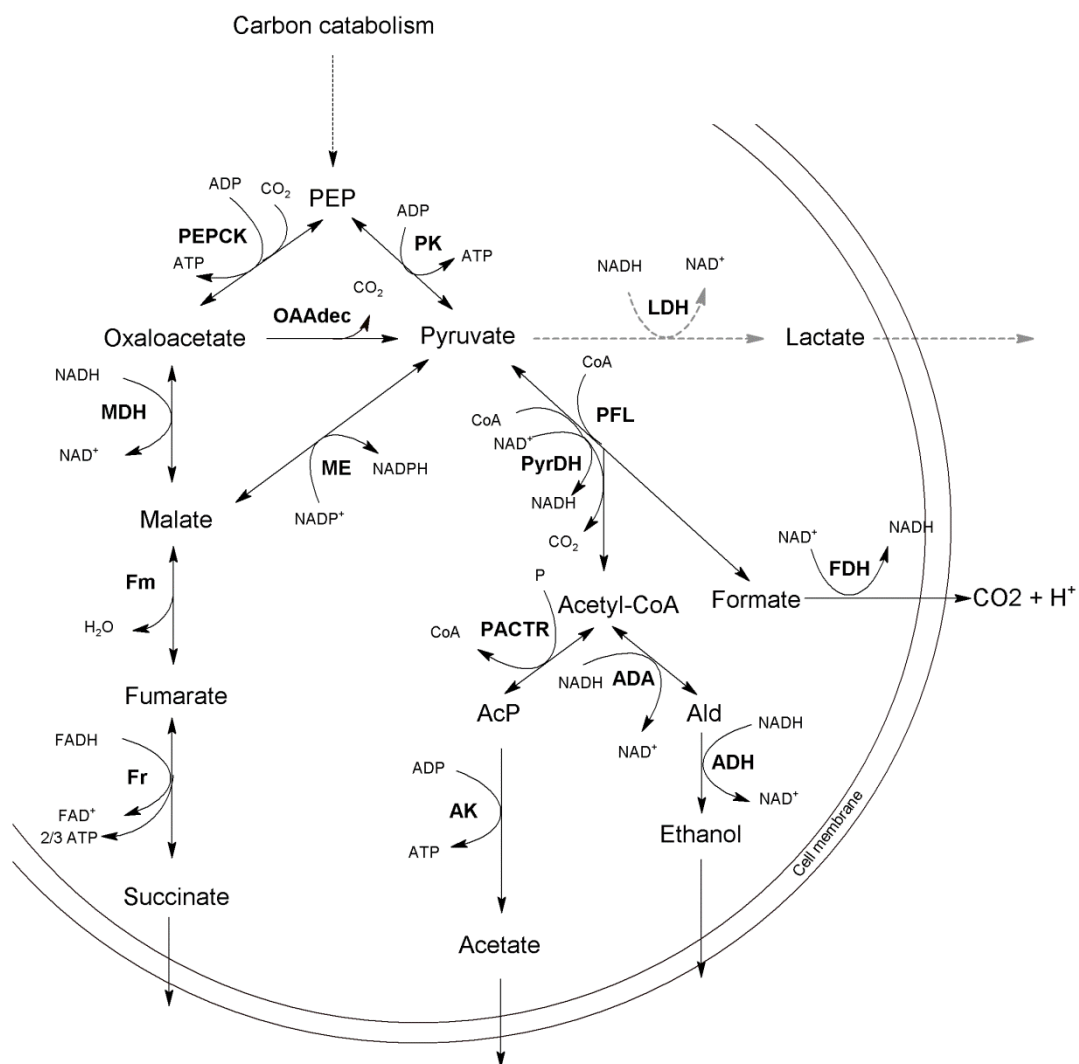 Carbon catabolism
ADP
CO2
PEP
ADP
PEPCK
PK
ATP
ATP
NADH
NAD+
CO2
OAAdec
LDH
Oxaloacetate
Pyruvate
Lactate
NADH
CoA
MDH
CoA
PFL
NAD+
NAD+
ME
NADPH
PyrDH
NADH
Malate
NADP+
CO2
NAD+
NADH
Fm
P
FDH
Acetyl-CoA
Formate
CO2 + H+
H2O
CoA
PACTR
NADH
ADA
Fumarate
AcP
Ald
NADH
FADH
NAD+
Fr
ADP
ADH
NAD+
FAD+
AK
2/3 ATP
ATP
Ethanol
Cell membrane
Succinate
Acetate